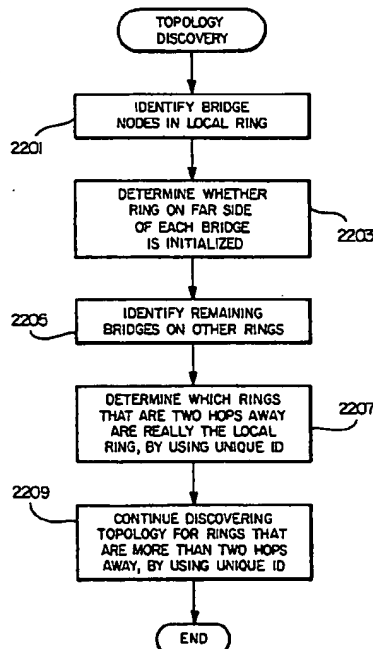 TOPOLOGY
DISCOVERY
IDENTIFY BRIDGE
NODES IN LOCAL RING
2201
DETERMINE WHETHER
RING ON FAR SIDE
OF EACH BRIDGE
IS INITIALIZED
2203
2205
IDENTIFY REMAINING
BRIDGES ON OTHER RINGS
DETERMINE WHICH RINGS
THAT ARE TWO HOPS AWAY
ARE REALLY THE LOCAL
RING, BY USING UNIQUE ID
2207
2209
CONTINUE DISCOVERING
TOPOLOGY FOR RINGS THAT
ARE MORE THAN TWO HOPS
AWAY, BY USING UNIQUE ID
END